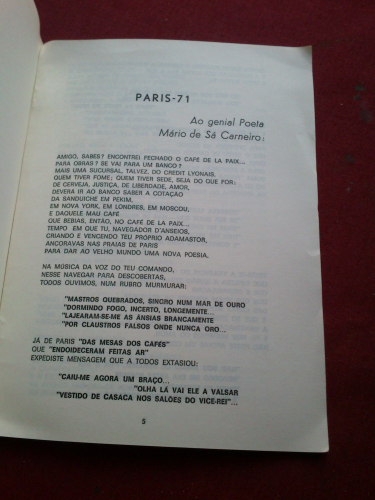 PARIS-71
Ao genial Poeta
Mário de Sá Carneiro:
AMIGO, SABES? ENCONTREI FECHADO O CAFÉ DE LA PAIX...
PARA OBRAS? SE VAI PARA UM BANCO?
MAIS UMA SUCURSAL, TALVEZ, DO CREDIT LYONAIS,
QUEM TIVER FOME; QUEM TIVER SEDE, SEJA DO QUE FOR;
DE CERVEJA, JUSTIÇA, DE LIBERDADE, AMOR,
DEVERÁ IR AO BANCO SABER A COTAÇÃO
DA SANDUICHE EM PEKIM,
EM NOVA YORK, EM LONDRES, EM MOSCOU,
E DAQUELE MAU CAFÉ
QUE BEBIAS, ENTÃO, NO CAFÉ DE LA PAIX...
TEMPO EM QUE TU, NAVEGADOR D'ANSEIOS,
CRIANDO E VENCENDO TEU PRÓPRIO ADAMASTOR,
ANCORAVAS NAS PRAIAS DE PARIS
PARA DAR AO VELHO MUNDO UMA NOVA POESIA.
NA MÚSICA DA VOZ DO TEU COMANDO,
NESSE NAVEGAR PARA DESCOBERTAS,
TODOS OUVIMOS, NUM RUBRO MURMURAR:
"MASTROS QUEBRADOS, SINGRO NUM MAR DE OURO
"DORMINDO FOGO, INCERTO, LONGEMENTE...
"LAJEARAM-SE-ME AS ÂNSIAS BRANCAMENTE
"POR CLAUSTROS FALSOS ONDE NUNCA ORO...
JÁ DE PARIS "DAS MESAS DOS CAFÉS"
QUE "ENDOIDECERAM FEITAS AR"
EXPEDISTE MENSAGEM QUE A TODOS EXTASIOU:
"CAIU-ME AGORA UM BRAÇO...
"OLHA LÁ VAI ELE A VALSAR
"VESTIDO DE CASACA NOS SALÕES DO VICE-REI"...
5